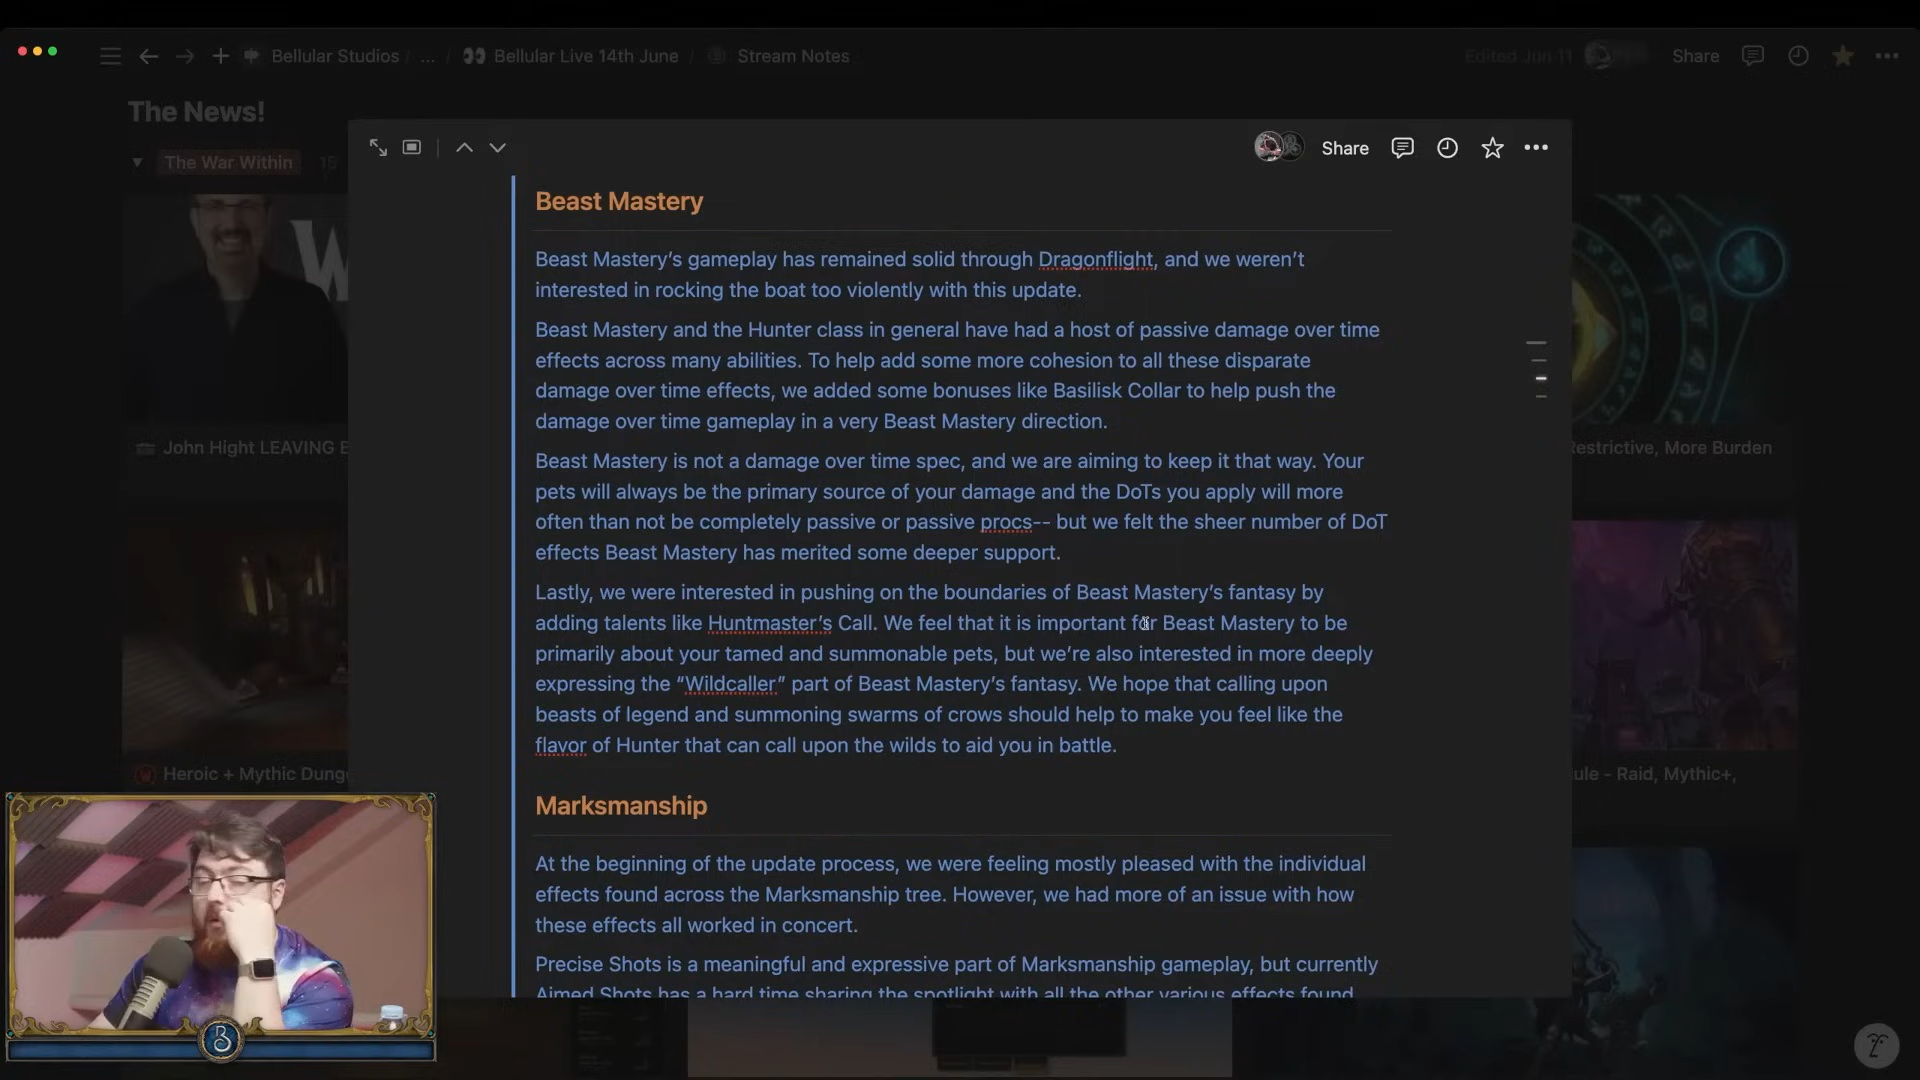 Bellular Studios / ... / 👀 Bellular Live 14th June / Stream Notes
Edited Jun 11
Share
The News!
The War Within
Share
John Hight LEAVING
Heroic + Mythic Dung
Beast Mastery
Beast Mastery’s gameplay has remained solid through Dragonflight, and we weren’t
interested in rocking the boat too violently with this update.
Beast Mastery and the Hunter class in general have had a host of passive damage over time
effects across many abilities. To help add some more cohesion to all these disparate
damage over time effects, we added some bonuses like Basilisk Collar to help push the
damage over time gameplay in a very Beast Mastery direction.
Beast Mastery is not a damage over time spec, and we are aiming to keep it that way. Your
pets will always be the primary source of your damage and the DoTs you apply will more
often than not be completely passive or passive procs-- but we felt the sheer number of DoT
effects Beast Mastery has merited some deeper support.
Lastly, we were interested in pushing on the boundaries of Beast Mastery’s fantasy by
adding talents like Huntmaster’s Call. We feel that it is important for Beast Mastery to be
primarily about your tamed and summonable pets, but we’re also interested in more deeply
expressing the “Wildcaller” part of Beast Mastery’s fantasy. We hope that calling upon
beasts of legend and summoning swarms of crows should help to make you feel like the
flavor of Hunter that can call upon the wilds to aid you in battle.
Marksmanship
At the beginning of the update process, we were feeling mostly pleased with the individual
effects found across the Marksmanship tree. However, we had more of an issue with how
these effects all worked in concert.
Precise Shots is a meaningful and expressive part of Marksmanship gameplay, but currently
Aimed Shots has a hard time sharing the spotlight with all the other various effects found
estrictive, More Burden
ule - Raid, Mythic+,
B